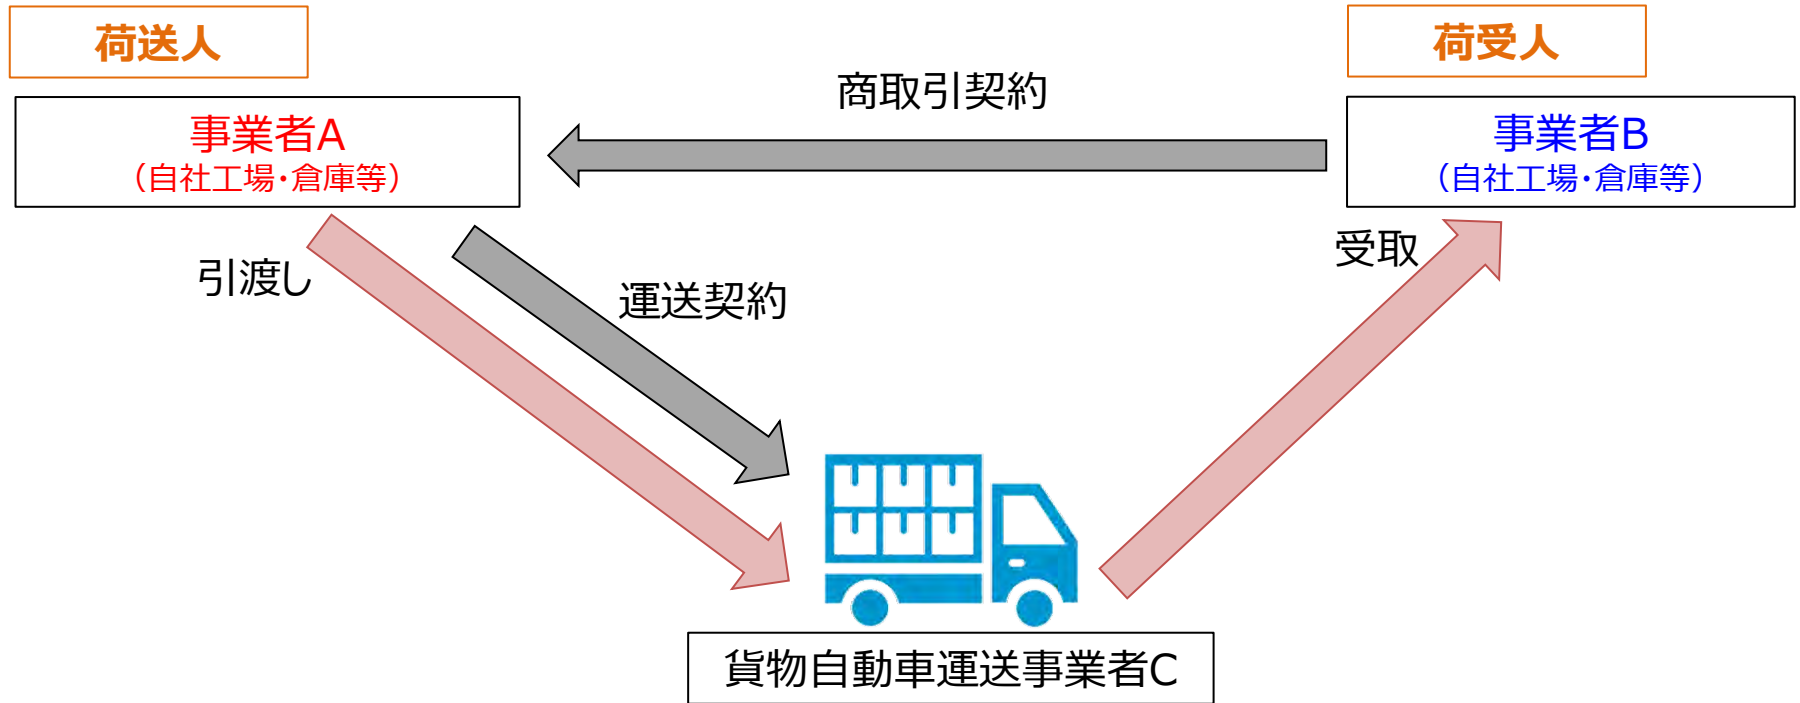 荷送人
荷受人
商取引契約
事業者A
（自社工場・倉庫等）
事業者B
（自社工場・倉庫等）
引渡し
運送契約
受取
貨物自動車運送事業者C